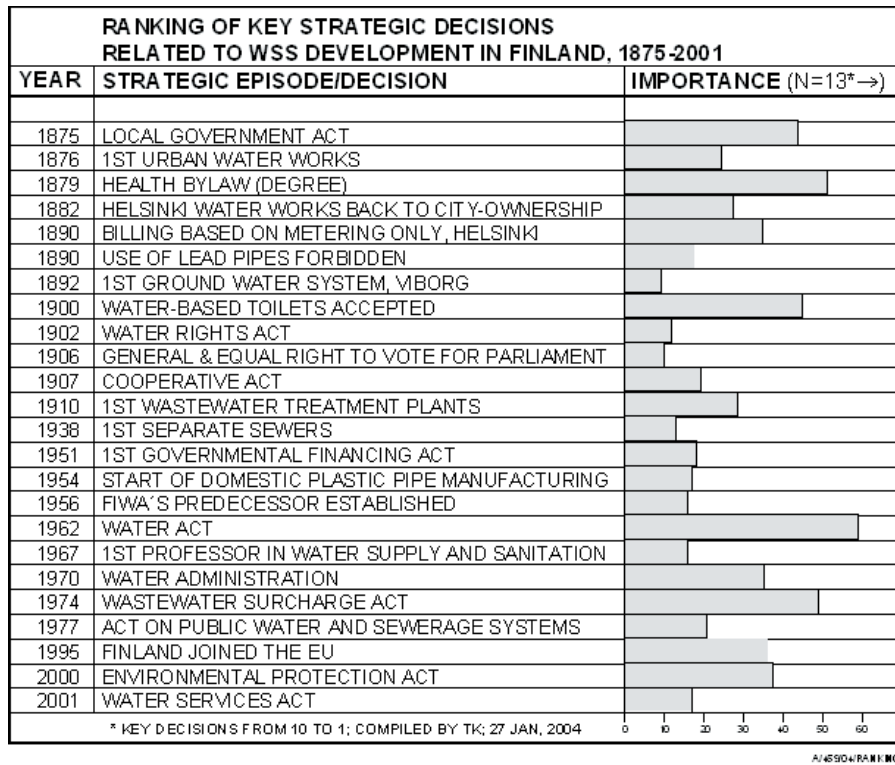 RANKING OF KEY STRATEGIC DECISIONS
RELATED TO WSS DEVELOPMENT IN FINLAND, 1875-2001
YEAR STRATEGIC EPISODE/DECISION IMPORTANCE (N=13*→)
1875 LOCAL GOVERNMENT ACT
1876 1ST URBAN WATER WORKS
1879 HEALTH BYLAW (DEGREE)
1882 HELSINKI WATER WORKS BACK TO CITY-OWNERSHIP
1890 BILLING BASED ON METERING ONLY, HELSINKI
1890 USE OF LEAD PIPES FORBIDDEN
1892 1ST GROUND WATER SYSTEM, VIBORG
1900 WATER-BASED TOILETS ACCEPTED
1902 WATER RIGHTS ACT
1906 GENERAL & EQUAL RIGHT TO VOTE FOR PARLIAMENT
1907 COOPERATIVE ACT
1910 1ST WASTEWATER TREATMENT PLANTS
1938 1ST SEPARATE SEWERS
1951 1ST GOVERNMENTAL FINANCING ACT
1954 START OF DOMESTIC PLASTIC PIPE MANUFACTURING
1956 FIWA´S PREDECESSOR ESTABLISHED
1962 WATER ACT
1967 1ST PROFESSOR IN WATER SUPPLY AND SANITATION
1970 WATER ADMINISTRATION
1974 WASTEWATER SURCHARGE ACT
1977 ACT ON PUBLIC WATER AND SEWERAGE SYSTEMS
1995 FINLAND JOINED THE EU
2000 ENVIRONMENTAL PROTECTION ACT
2001 WATER SERVICES ACT
* KEY DECISIONS FROM 10 TO 1; COMPILED BY TK; 27 JAN, 2004 0 10 20 30 40 50 60